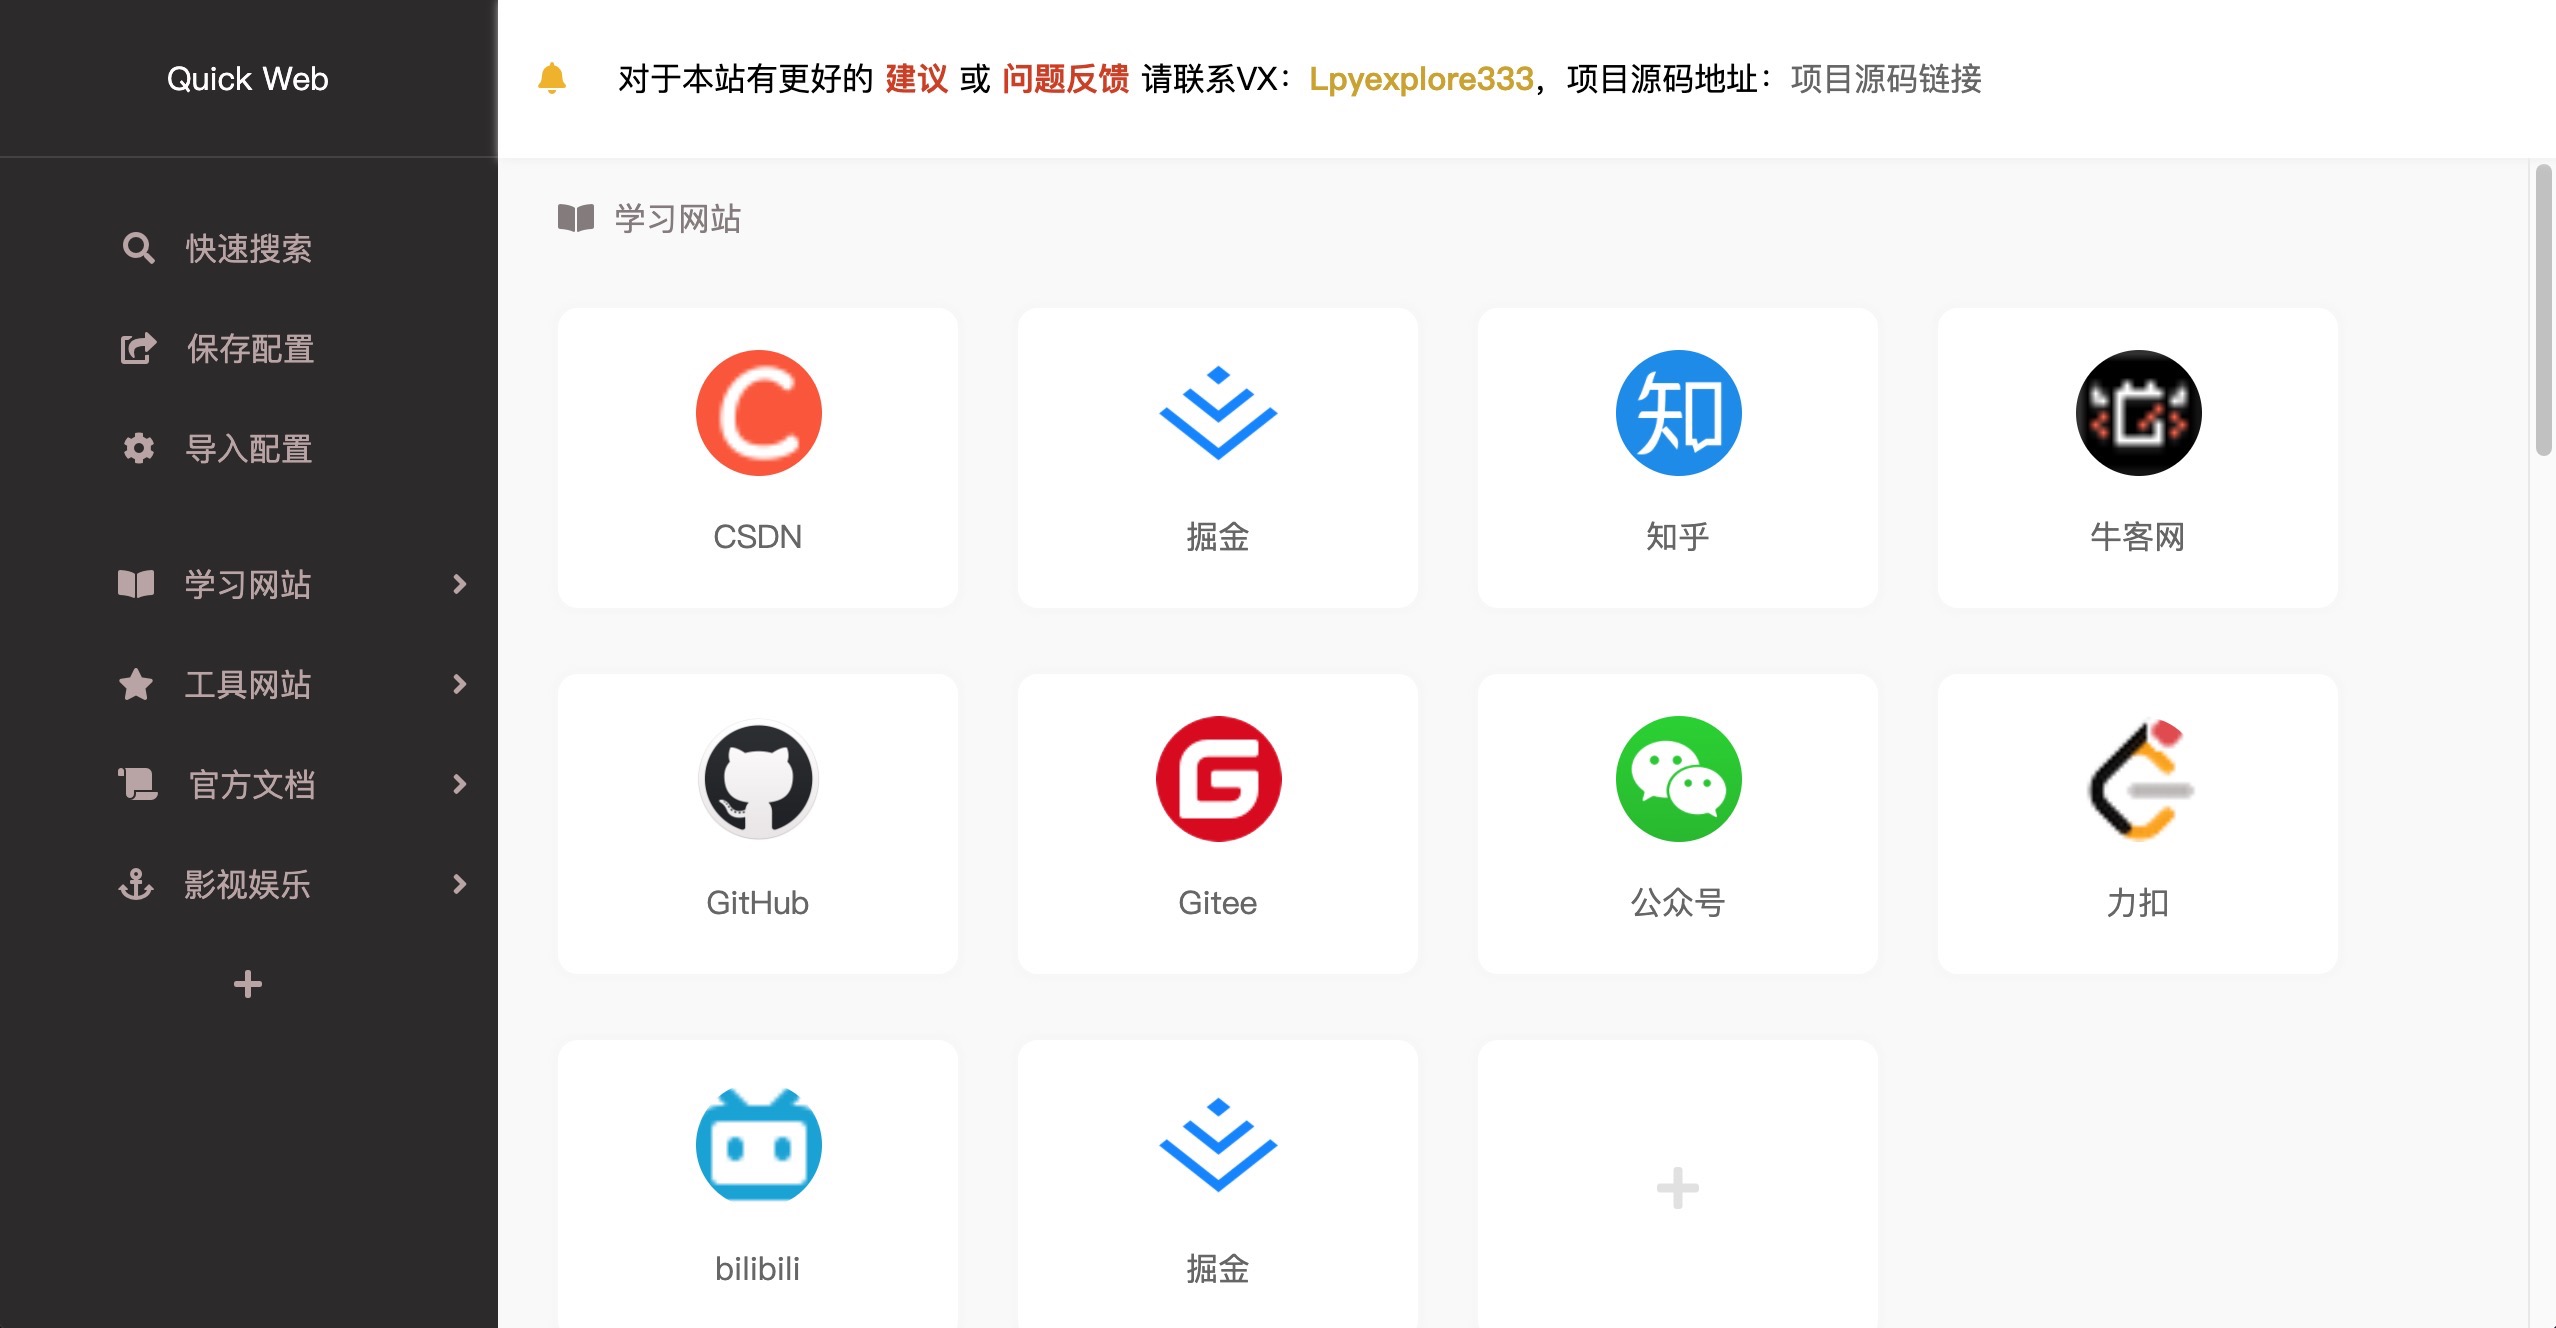 Quick Web
对于本站有更好的 建议 或 问题反馈 请联系VX：Lpyexplore333，项目源码地址：项目源码链接
快速搜索
保存配置
导入配置
学习网站
工具网站
官方文档
影视娱乐
学习网站
CSDN
掘金
知
知乎
牛客网
GitHub
Gitee
公众号
力扣
bilibili
掘金